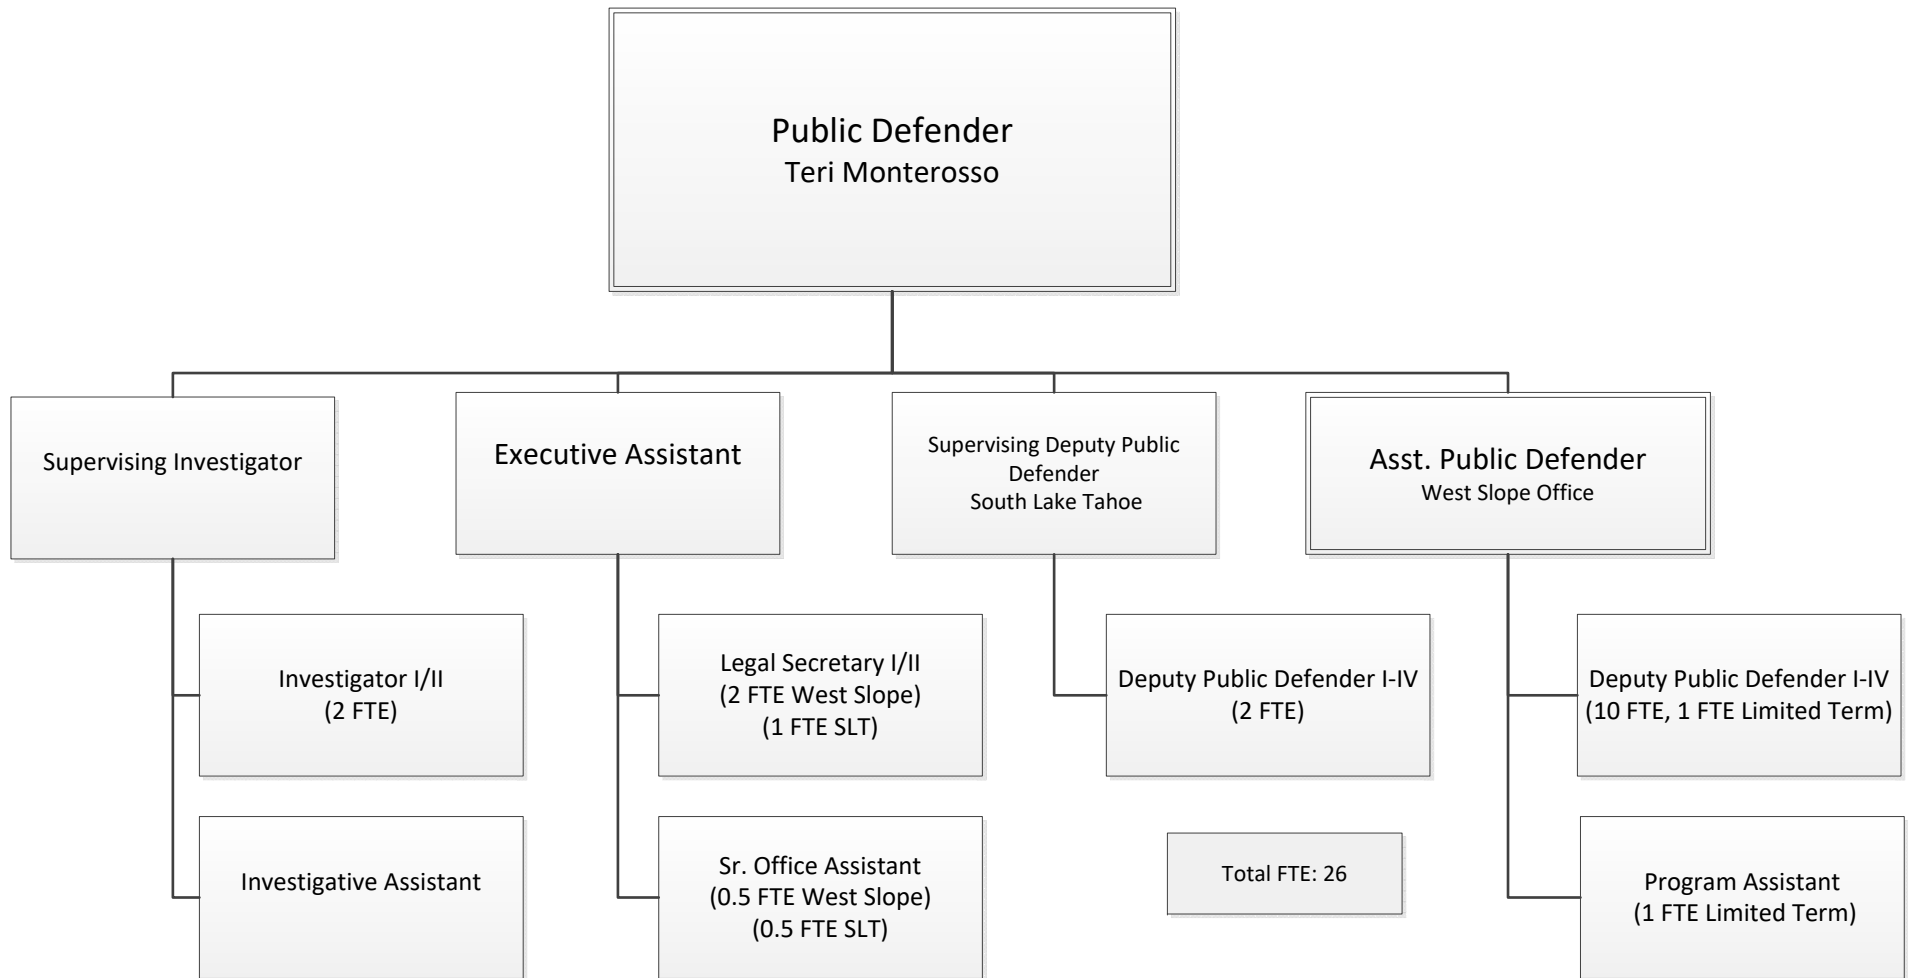 Public Defender
Teri Monterosso
Supervising Investigator
Executive Assistant
Supervising Deputy Public
Defender
South Lake Tahoe
Asst. Public Defender
West Slope Office
Investigator I/II
(2 FTE)
Legal Secretary I/II
(2 FTE West Slope)
(1 FTE SLT)
Deputy Public Defender I-IV
(2 FTE)
Deputy Public Defender I-IV
(10 FTE, 1 FTE Limited Term)
Investigative Assistant
Sr. Office Assistant
(0.5 FTE West Slope)
(0.5 FTE SLT)
Total FTE: 26
Program Assistant
(1 FTE Limited Term)